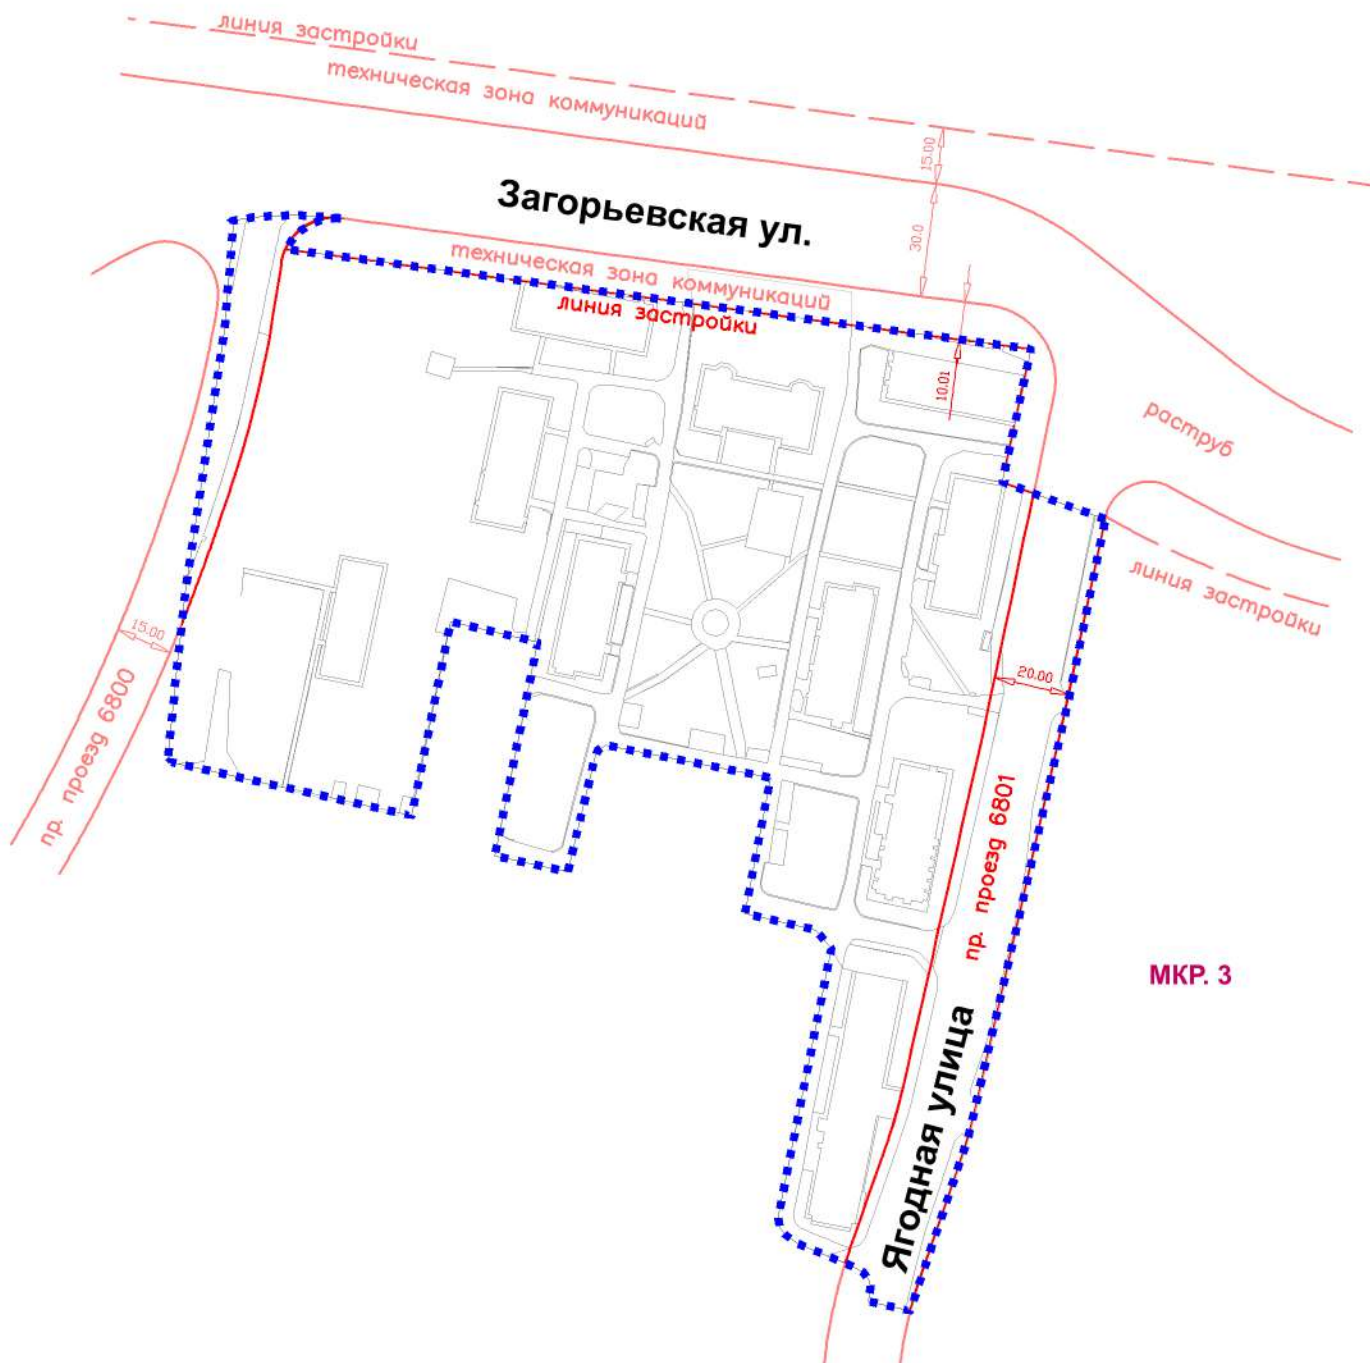 линия застройки
техническая зона коммуникаций
15.00
Загорьевская ул.
30.0
техническая зона коммуникаций
линия застройки
10.01
раструб
линия застройки
15.00
20.00
пр. проезд 6800
пр. проезд 6801
МКР. 3
Ягодная улица